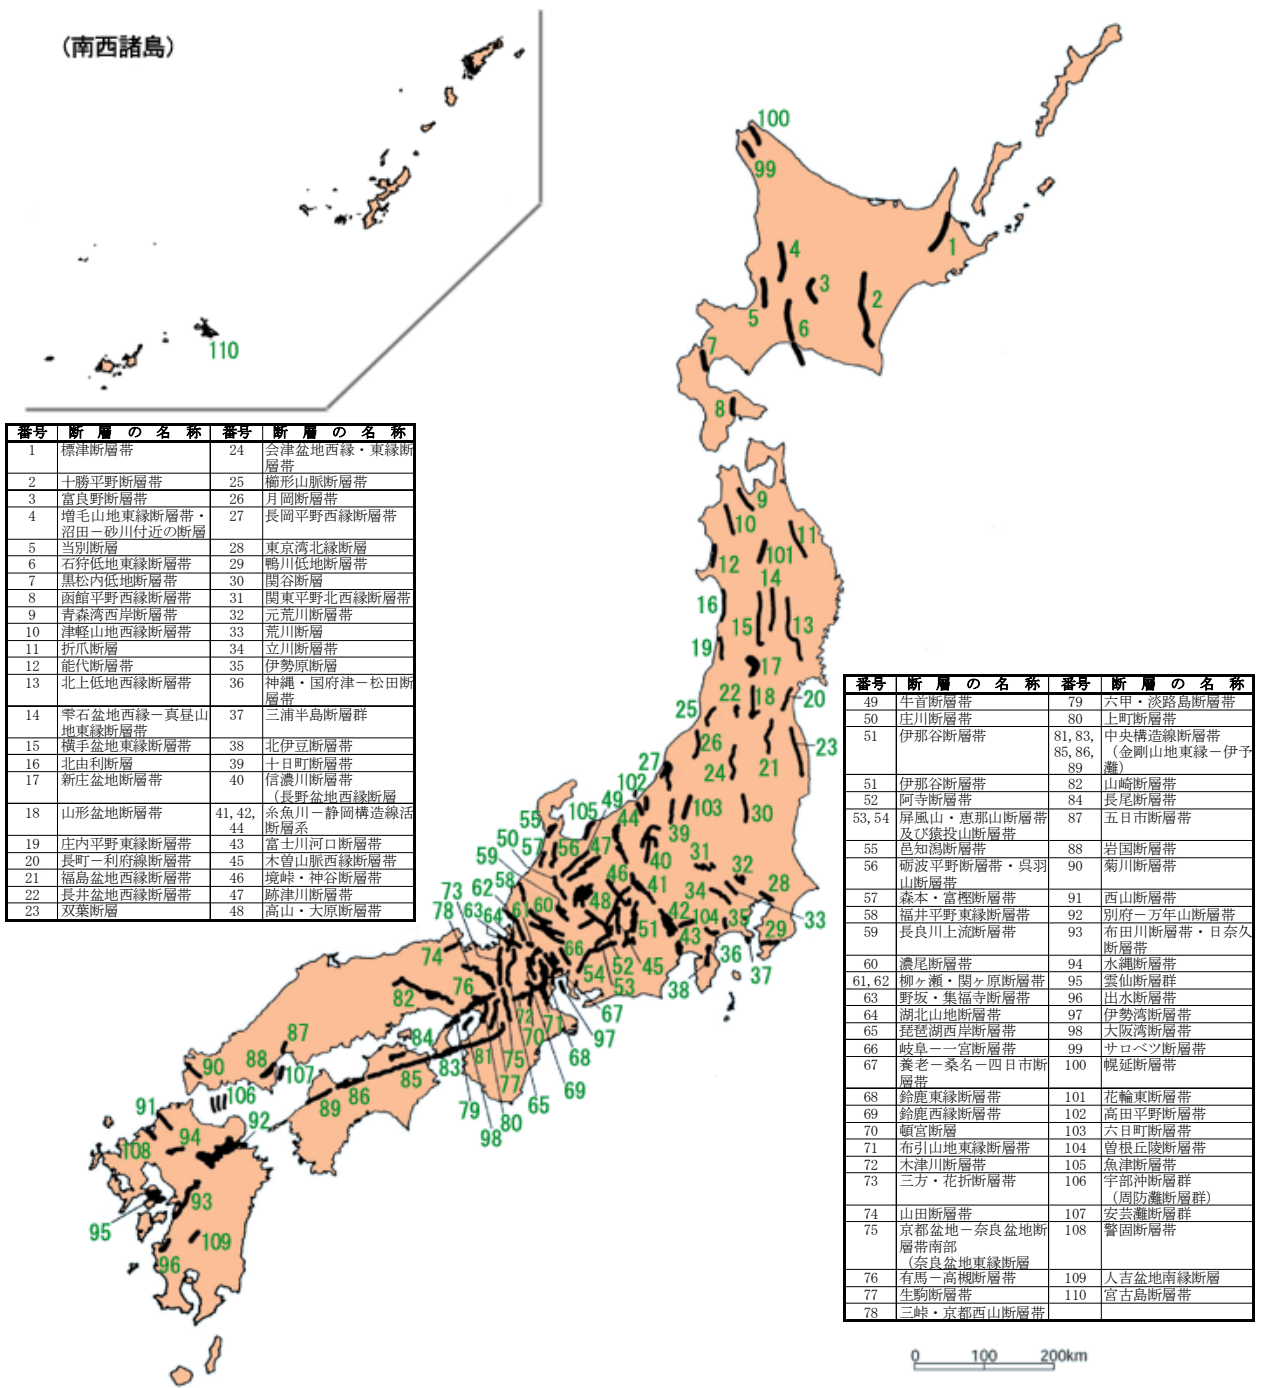 （南西諸島）
番号 断層の名称 番号 断層の名称
1 標津断層帯 24 会津盆地西縁・東縁断
層帯
2 十勝平野断層帯 25 櫛形山脈断層帯
3 富良野断層帯 26 月岡断層帯
4 増毛山地東縁断層帯・ 27 長岡平野西縁断層帯
沼田－砂川付近の断層
5 当別断層 28 東京湾北縁断層
6 石狩低地東縁断層帯 29 鴨川低地断層帯
7 黒松内低地断層帯 30 関谷断層
8 函館平野西縁断層帯 31 関東平野北西縁断層帯
9 青森湾西岸断層帯 32 元荒川断層帯
10 津軽山地西縁断層帯 33 荒川断層
11 折爪断層 34 立川断層帯
12 能代断層帯 35 伊勢原断層
13 北上低地西縁断層帯 36 神縄・国府津－松田断
層帯
14 雫石盆地西縁－真昼山 37 三浦半島断層群
地東縁断層帯
15 横手盆地東縁断層帯 38 北伊豆断層帯
16 北由利断層 39 十日町断層帯
17 新庄盆地断層帯 40 信濃川断層帯
（長野盆地西縁断層
18 山形盆地断層帯 41,42, 糸魚川－静岡構造線活
44 断層系
19 庄内平野東縁断層帯 43 富士川河口断層帯
20 長町－利府線断層帯 45 木曽山脈西縁断層帯
21 福島盆地西縁断層帯 46 境峠・神谷断層帯
22 長井盆地西縁断層帯 47 跡津川断層帯
23 双葉断層 48 高山・大原断層帯
番号 断層の名称 番号 断層の名称
49 牛首断層帯 79 六甲・淡路島断層帯
50 庄川断層帯 80 上町断層帯
51 伊那谷断層帯 81,83, 中央構造線断層帯
85,86, （金剛山地東縁－伊予
89 灘）
51 伊那谷断層帯 82 山崎断層帯
52 阿寺断層帯 84 長尾断層帯
53,54 屏風山・恵那山断層帯 87 五日市断層帯
及び猿投山断層帯
55 邑知潟断層帯 88 岩国断層帯
56 砺波平野断層帯・呉羽 90 菊川断層帯
山断層帯
57 森本・富樫断層帯 91 西山断層帯
58 福井平野東縁断層帯 92 別府－万年山断層帯
59 長良川上流断層帯 93 布田川断層帯・日奈久
断層帯
60 濃尾断層帯 94 水縄断層帯
61,62 柳ヶ瀬・関ヶ原断層帯 95 雲仙断層群
63 野坂・集福寺断層帯 96 出水断層帯
64 湖北山地断層帯 97 伊勢湾断層帯
65 琵琶湖西岸断層帯 98 大阪湾断層帯
66 岐阜－一宮断層帯 99 サロベツ断層帯
67 養老－桑名－四日市断 100 幌延断層帯
層帯
68 鈴鹿東縁断層帯 101 花輪東断層帯
69 鈴鹿西縁断層帯 102 高田平野断層帯
70 頓宮断層 103 六日町断層帯
71 布引山地東縁断層帯 104 曽根丘陵断層帯
72 木津川断層帯 105 魚津断層帯
73 三方・花折断層帯 106 宇部沖断層群
（周防灘断層群）
74 山田断層帯 107 安芸灘断層群
75 京都盆地－奈良盆地断 108 警固断層帯
層帯南部
（奈良盆地東縁断層
76 有馬－高槻断層帯 109 人吉盆地南縁断層
77 生駒断層帯 110 宮古島断層帯
78 三峠・京都西山断層帯
100
99
1
4
3
2
5
6
7
8
9
10
11
101
12
14
16
15
13
19
17
22
18
20
25
26
23
24
21
27
102
49
105
44
103
30
55
50
57
56
47
39
59
40
31
58
46
32
73
62
60
48
41
34
28
78
63
64
61
42
104
35
33
51
43
29
74
66
36
52
45
37
54
53
38
82
76
67
72
71
97
87
84
70
68
88
81
75
90
107
83
85
77
69
106
86
89
79
80
65
98
91
92
94
108
93
95
109
96
110
0 100 200km